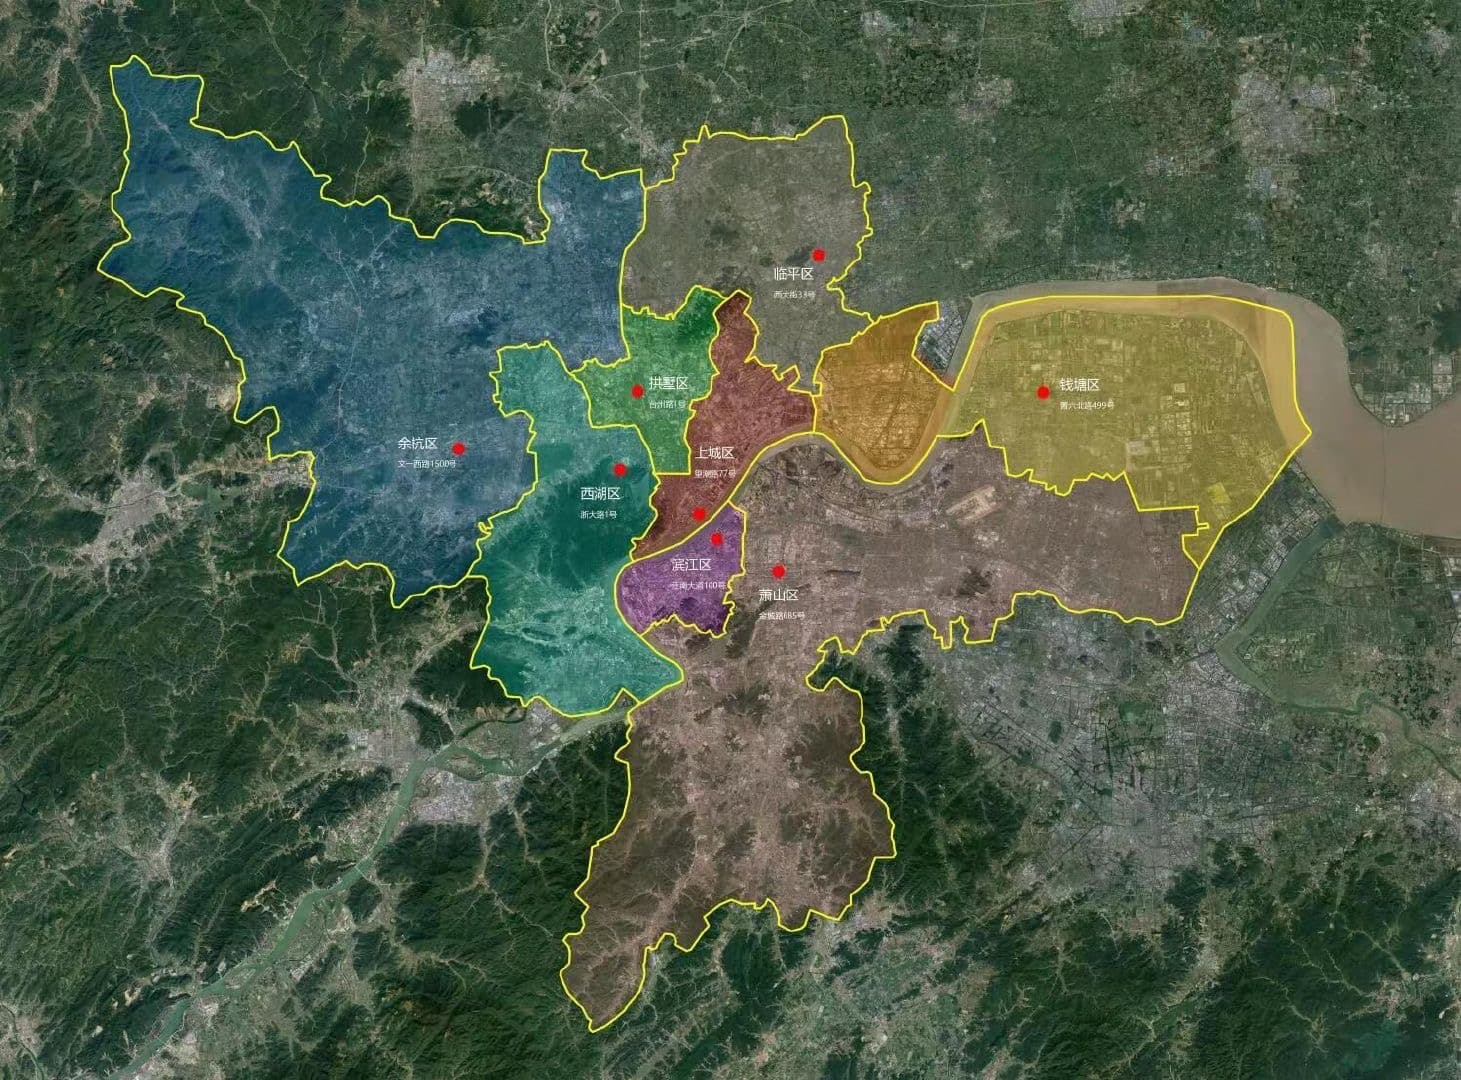 临平区
西大街33号
拱墅区
台州路1号
钱塘区
青六北路499号
余杭区
文一西路1500号
上城区
望潮路77号
西湖区
浙大路1号
滨江区
江南大道100号
萧山区
金城路685号